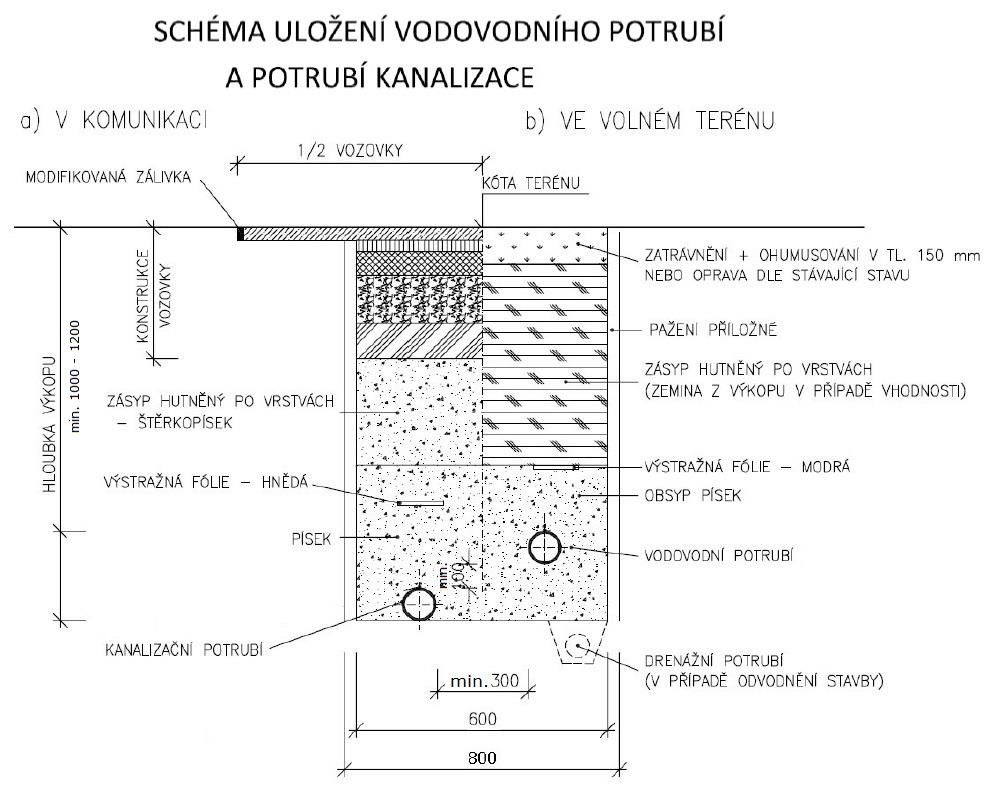 SCHÉMA ULOŽENÍ VODOVODNÍHO POTRUBÍ
A POTRUBÍ KANALIZACE
a) V KOMUNIKACI
b) VE VOLNÉM TERÉNU
1/2 VOZOVKY
MODIFIKOVANÁ ZÁLIVKA
KÓTA TERÉNU
ZATRÁVNĚNÍ + OHUMUSOVÁNÍ V TL. 150 mm
NEBO OPRAVA DLE STÁVAJÍCÍ STAVU
KONSTRUKCE
VOZOVKY
PAŽENÍ PŘÍLOŽNÉ
HLOUBKA VÝKOPU
min. 1000 - 1200
ZÁSYP HUTNĚNÝ PO VRSTVÁCH
(ZEMINA Z VÝKOPU V PŘÍPADĚ VHODNOSTI)
ZÁSYP HUTNĚNÝ PO VRSTVÁCH
– ŠTĚRKOPÍSEK
VÝSTRAŽNÁ FÓLIE – MODRÁ
VÝSTRAŽNÁ FÓLIE – HNĚDÁ
OBSYP PÍSEK
PÍSEK
VODOVODNÍ POTRUBÍ
min.
100
KANALIZAČNÍ POTRUBÍ
DRENÁŽNÍ POTRUBÍ
(V PŘÍPADĚ ODVODNĚNÍ STAVBY)
min.300
600
800